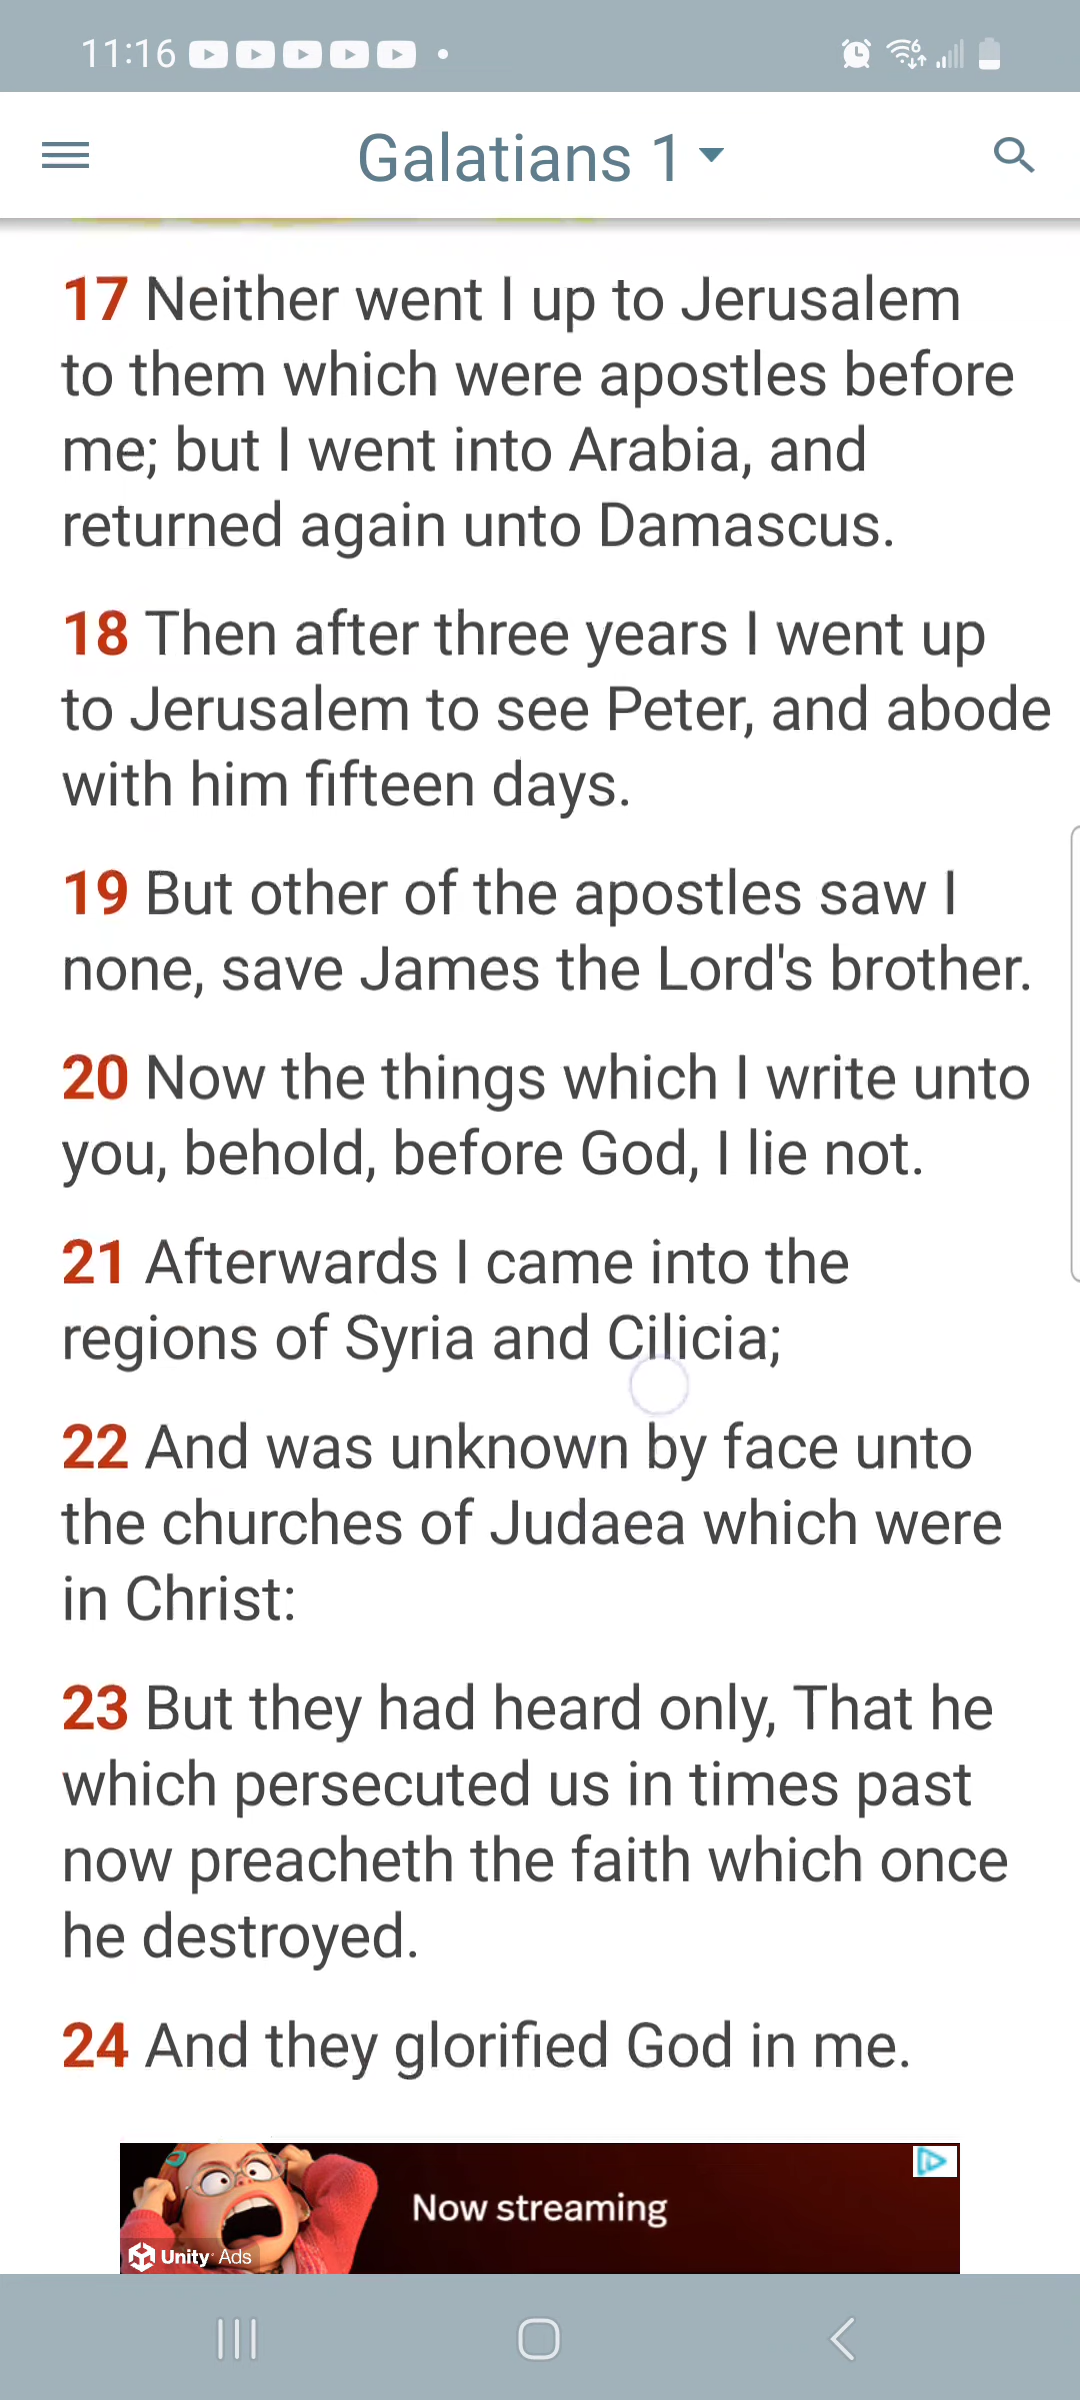 11:16
Galatians 1
17 Neither went I up to Jerusalem
to them which were apostles before
me; but I went into Arabia, and
returned again unto Damascus.
18 Then after three years I went up
to Jerusalem to see Peter, and abode
with him fifteen days.
19 But other of the apostles saw I
none, save James the Lord's brother.
20 Now the things which I write unto
you, behold, before God, I lie not.
21 Afterwards I came into the
regions of Syria and Cilicia;
22 And was unknown by face unto
the churches of Judaea which were
in Christ:
23 But they had heard only, That he
which persecuted us in times past
now preacheth the faith which once
he destroyed.
24 And they glorified God in me.
Now streaming
Unity Ads